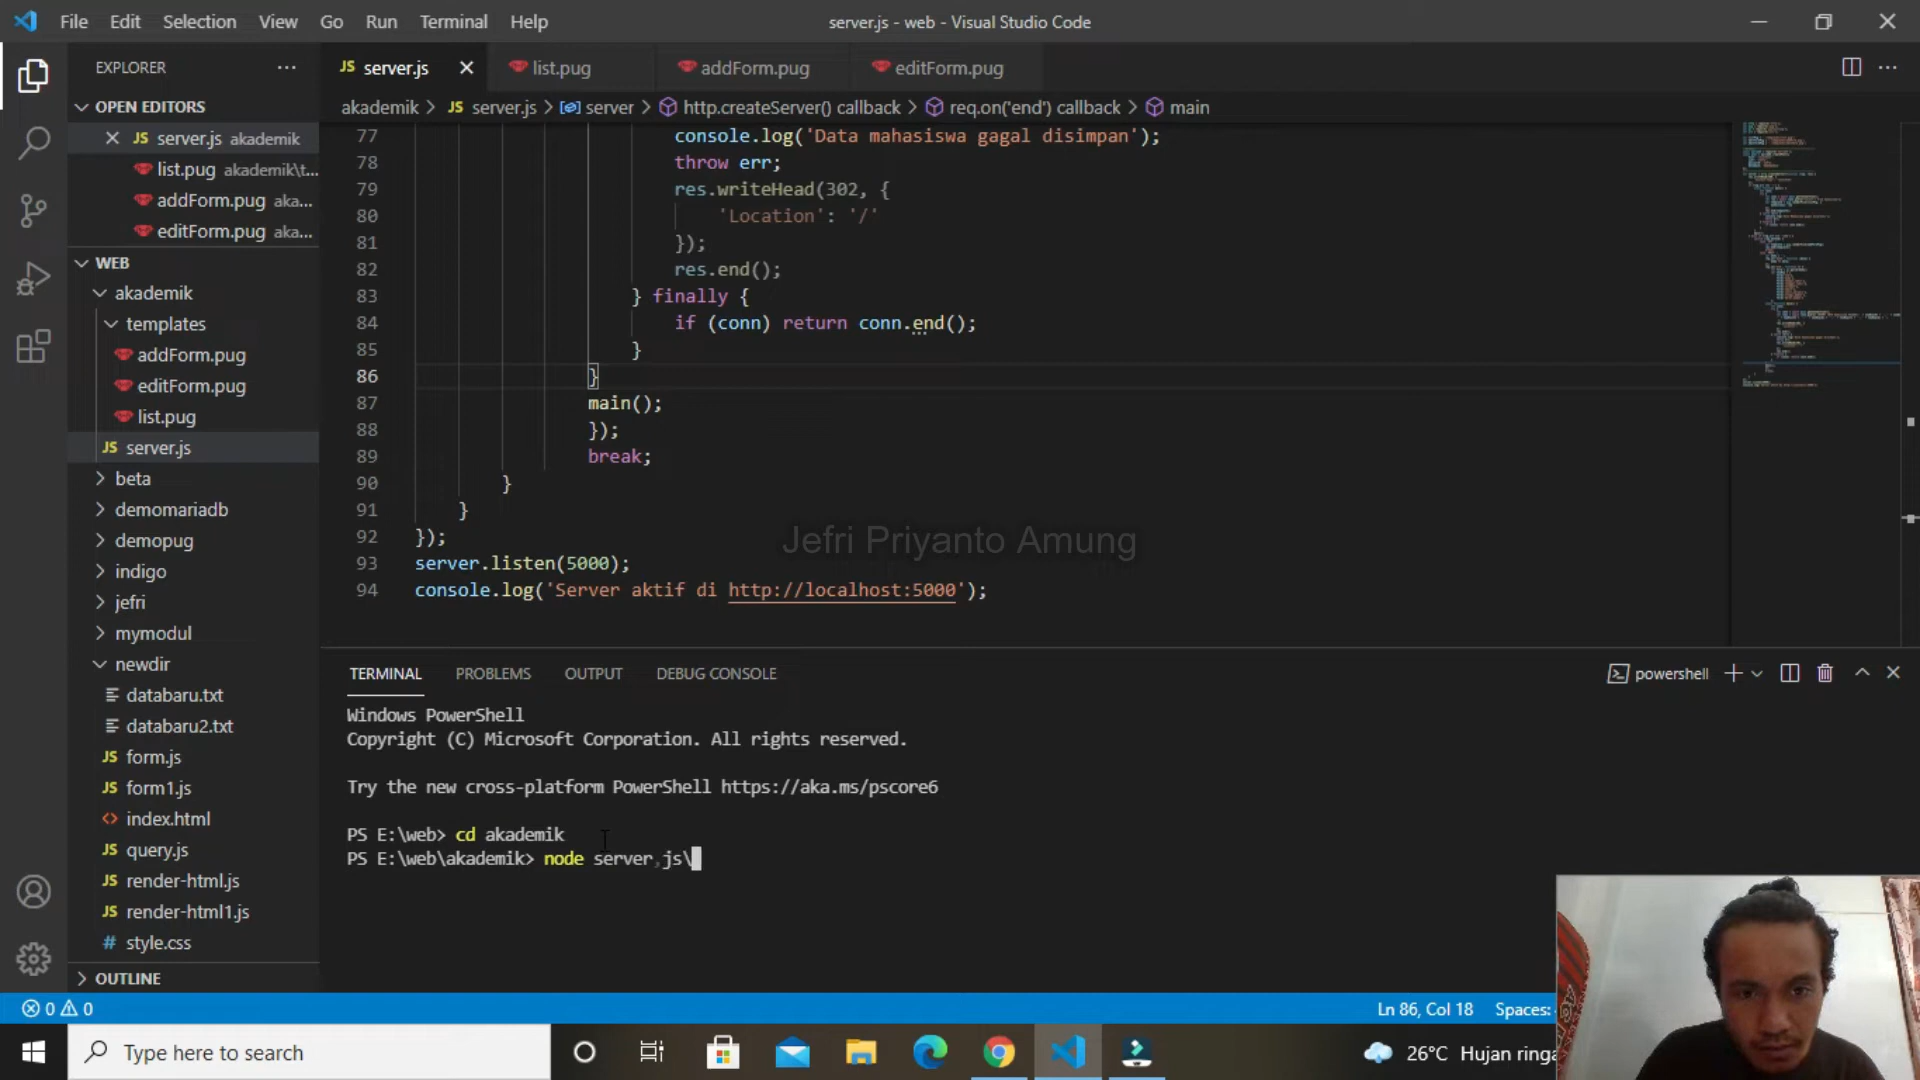 File Edit Selection View Go Run Terminal Help
server.js - web - Visual Studio Code
EXPLORER
OPEN EDITORS
server.js akademik
list.pug akademik\t...
addForm.pug aka...
editForm.pug aka...
WEB
akademik
templates
addForm.pug
editForm.pug
list.pug
server.js
beta
demomariadb
demopug
indigo
jefri
mymodul
newdir
databaru.txt
databaru2.txt
form.js
form1.js
index.html
query.js
render-html.js
render-html1.js
style.css
OUTLINE
server.js list.pug addForm.pug editForm.pug
akademik > server.js > server > http.createServer() callback > req.on('end') callback > main
77 console.log('Data mahasiswa gagal disimpan');
78 throw err;
79 res.writeHead(302, {
80 'Location': '/'
81 });
82 res.end();
83 } finally {
84 if (conn) return conn.end();
85 }
86 }
87 main();
88 });
89 break;
90 }
91 }
92 });
93 server.listen(5000);
94 console.log('Server aktif di http://localhost:5000');
Jefri Priyanto Amung
TERMINAL PROBLEMS OUTPUT DEBUG CONSOLE
powershell
Windows PowerShell
Copyright (C) Microsoft Corporation. All rights reserved.
Try the new cross-platform PowerShell https://aka.ms/pscore6
PS E:\web> cd akademik
PS E:\web\akademik> node server,js\
0 0
Ln 86, Col 18 Spaces:
Type here to search
26°C Hujan ringa